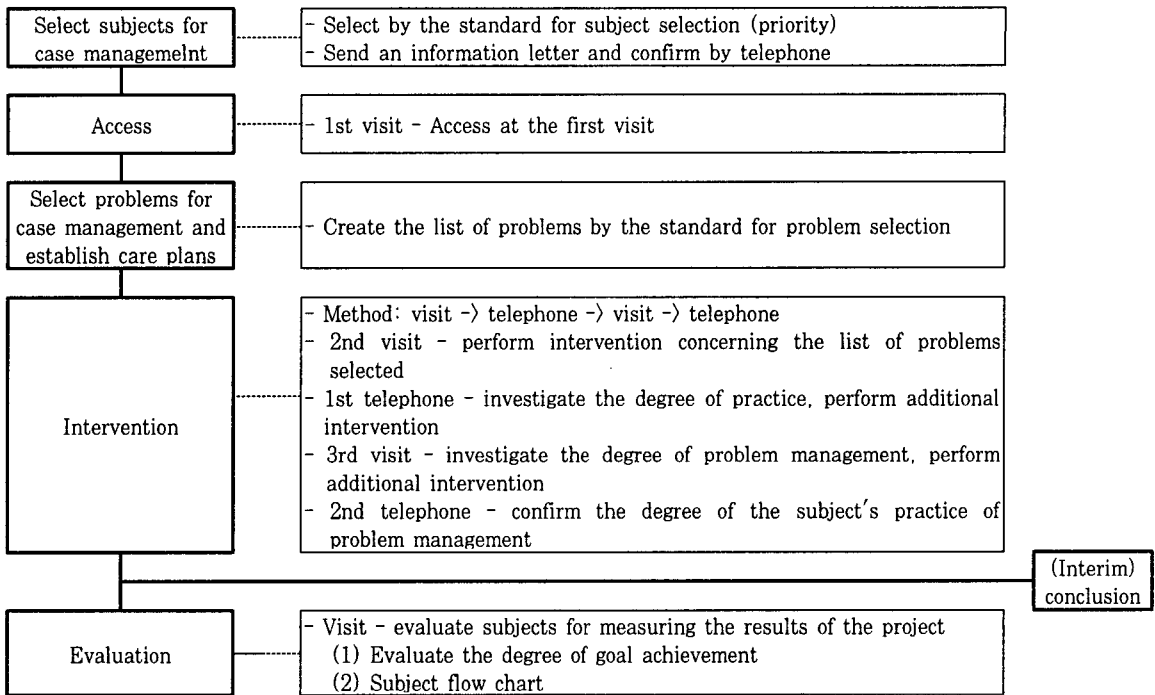 Select subjects for
case managemelnt
- Select by the standard for subject selection (priority)
- Send an information letter and confirm by telephone
Access
- 1st visit - Access at the first visit
Select problems for
case management and
establish care plans
- Create the list of problems by the standard for problem selection
Intervention
- Method: visit -> telephone -> visit -> telephone
- 2nd visit - perform intervention concerning the list of problems
selected
- 1st telephone - investigate the degree of practice, perform additional
intervention
- 3rd visit - investigate the degree of problem management, perform
additional intervention
- 2nd telephone - confirm the degree of the subject's practice of
problem management
(Interim)
conclusion
Evaluation
- Visit - evaluate subjects for measuring the results of the project
(1) Evaluate the degree of goal achievement
(2) Subject flow chart